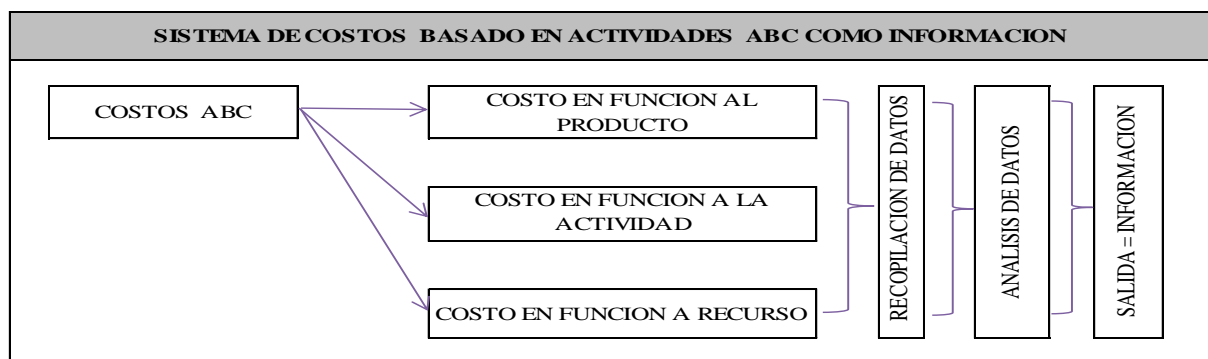 SISTEMA DE COSTOS BASADO EN ACTIVIDADES ABC COMO INFORMACION
COSTOS ABC
COSTO EN FUNCION AL
PRODUCTO
COSTO EN FUNCION A LA
ACTIVIDAD
COSTO EN FUNCION A RECURSO
RECOPILACION DE DATOS
ANALISIS DE DATOS
SALIDA = INFORMACION